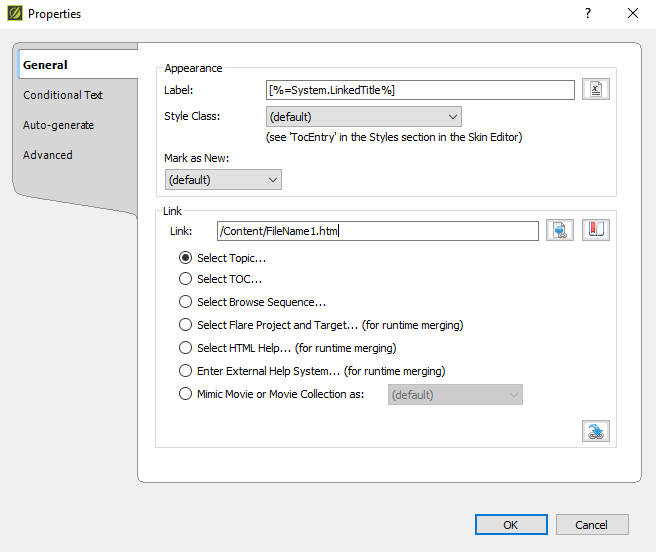 Properties
?
General
Conditional Text
Auto-generate
Advanced
Appearance
Label: [%=System.LinkedTitle%]
Style Class: (default)
(see 'TocEntry' in the Styles section in the Skin Editor)
Mark as New:
(default)
Link
Link: /Content/FileName1.htm
Select Topic...
Select TOC...
Select Browse Sequence...
Select Flare Project and Target... (for runtime merging)
Select HTML Help... (for runtime merging)
Enter External Help System... (for runtime merging)
Mimic Movie or Movie Collection as: (default)
OK Cancel